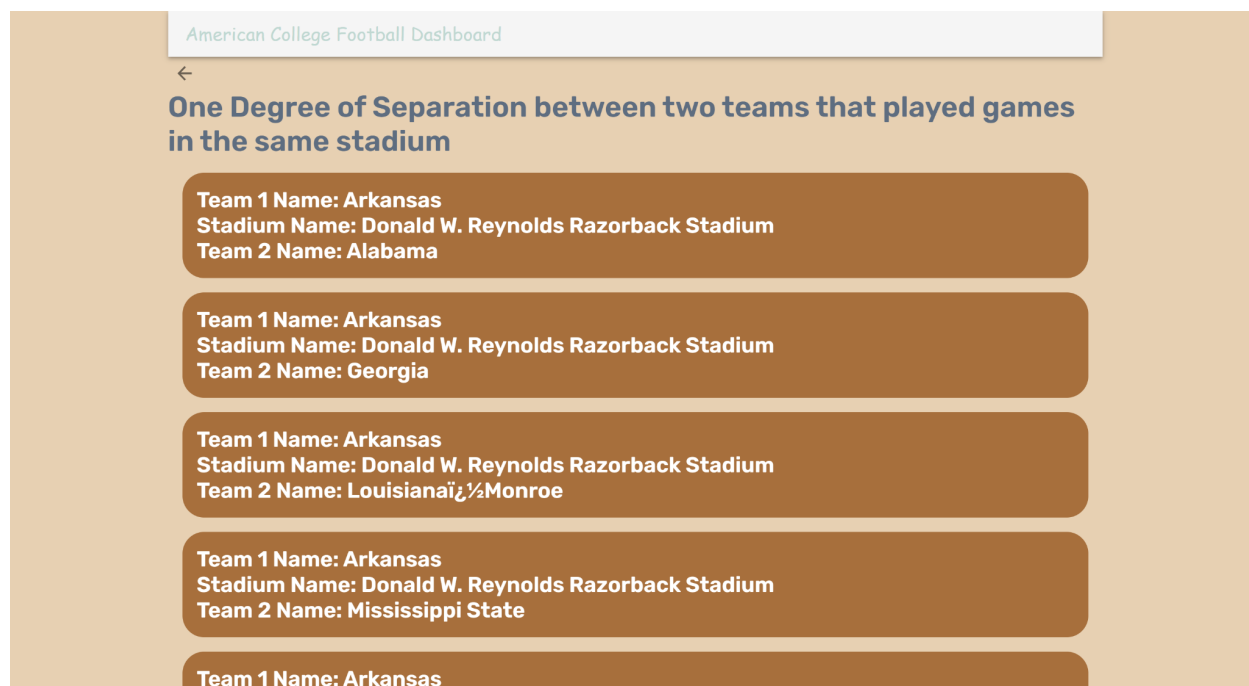 American College Football Dashboard
One Degree of Separation between two teams that played games
in the same stadium
Team 1 Name: Arkansas
Stadium Name: Donald W. Reynolds Razorback Stadium
Team 2 Name: Alabama
Team 1 Name: Arkansas
Stadium Name: Donald W. Reynolds Razorback Stadium
Team 2 Name: Georgia
Team 1 Name: Arkansas
Stadium Name: Donald W. Reynolds Razorback Stadium
Team 2 Name: Louisianaï¿½Monroe
Team 1 Name: Arkansas
Stadium Name: Donald W. Reynolds Razorback Stadium
Team 2 Name: Mississippi State
Team 1 Name: Arkansas